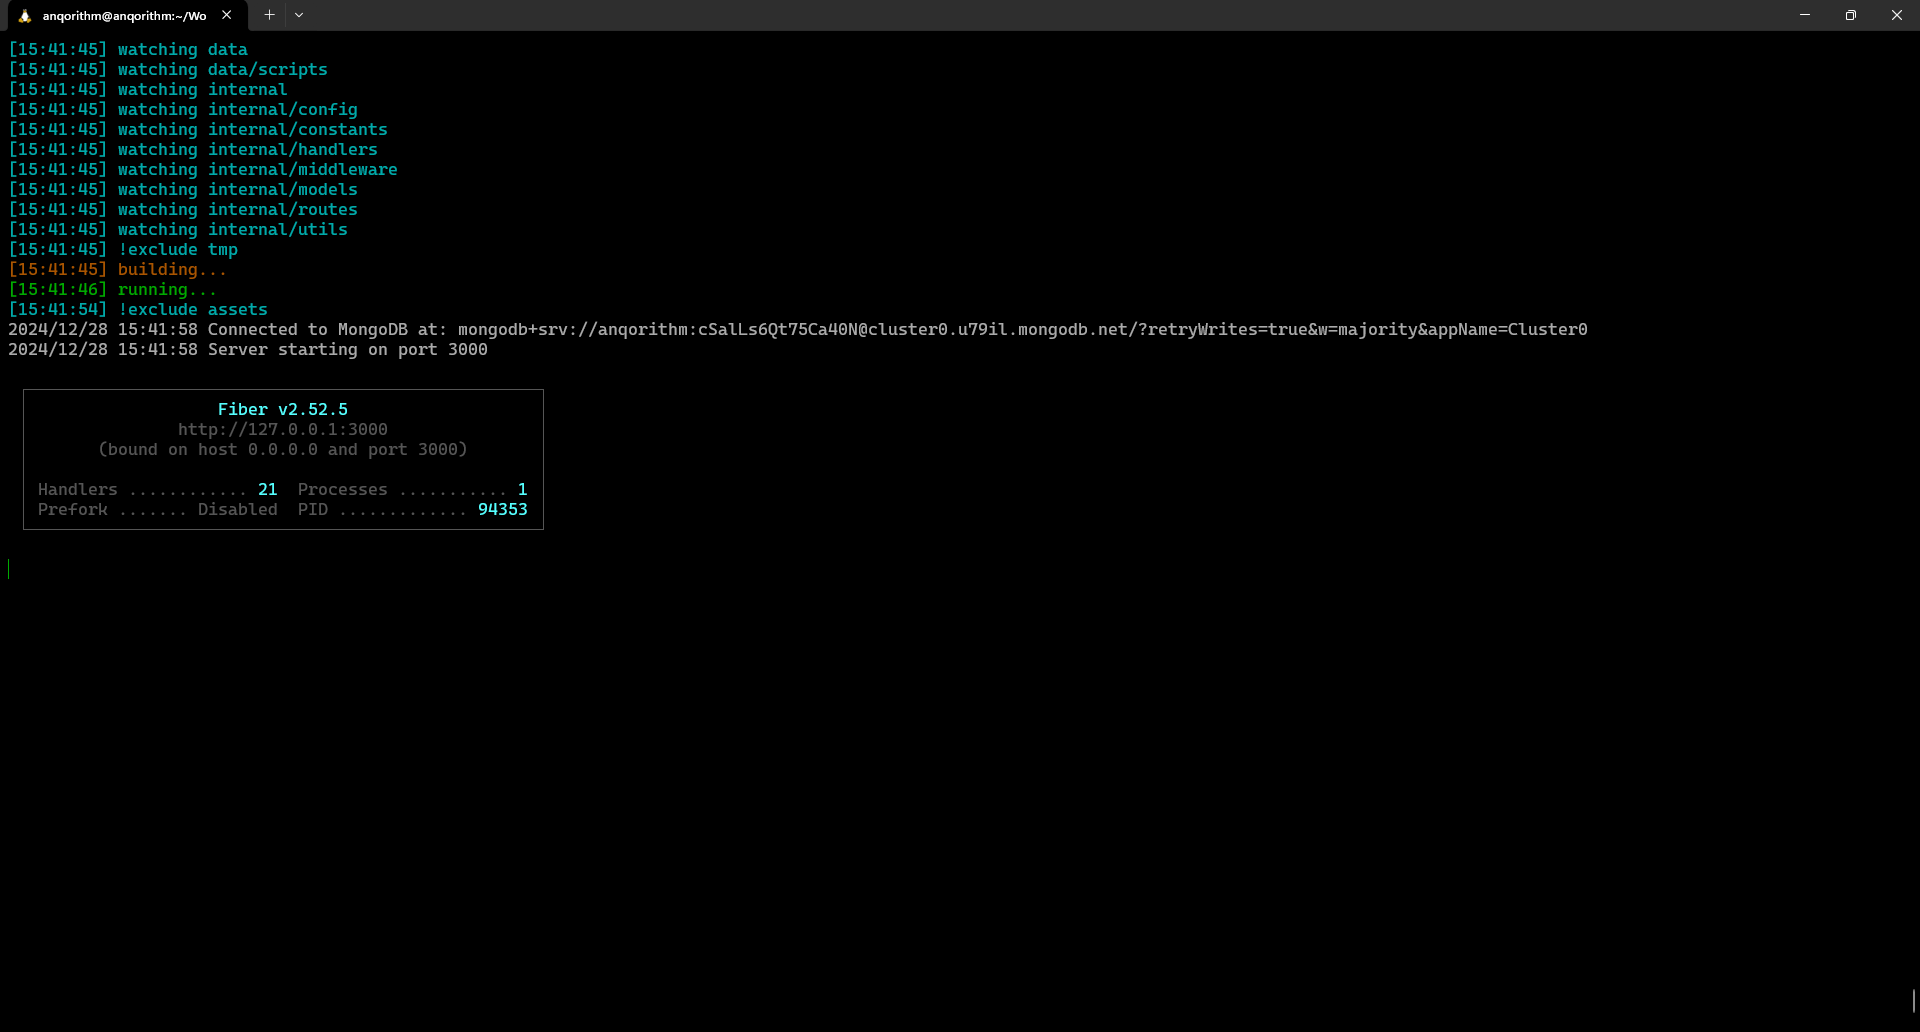 anqorithm@anqorithm:~/Wo
[15:41:45] watching data
[15:41:45] watching data/scripts
[15:41:45] watching internal
[15:41:45] watching internal/config
[15:41:45] watching internal/constants
[15:41:45] watching internal/handlers
[15:41:45] watching internal/middleware
[15:41:45] watching internal/models
[15:41:45] watching internal/routes
[15:41:45] watching internal/utils
[15:41:45] !exclude tmp
[15:41:45] building...
[15:41:46] running...
[15:41:54] !exclude assets
2024/12/28 15:41:58 Connected to MongoDB at: mongodb+srv://anqorithm:cSalLs6Qt75Ca40N@cluster0.u79il.mongodb.net/?retryWrites=true&w=majority&appName=Cluster0
2024/12/28 15:41:58 Server starting on port 3000
Fiber v2.52.5
http://127.0.0.1:3000
(bound on host 0.0.0.0 and port 3000)
Handlers ............ 21  Processes ........... 1
Prefork ....... Disabled  PID ............. 94353